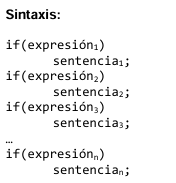 Sintaxis:
if(expresión₁)
sentencia₁;
if(expresión₂)
sentencia₂;
if(expresión₃)
sentencia₃;
…
if(expresiónₙ)
sentenciaₙ;